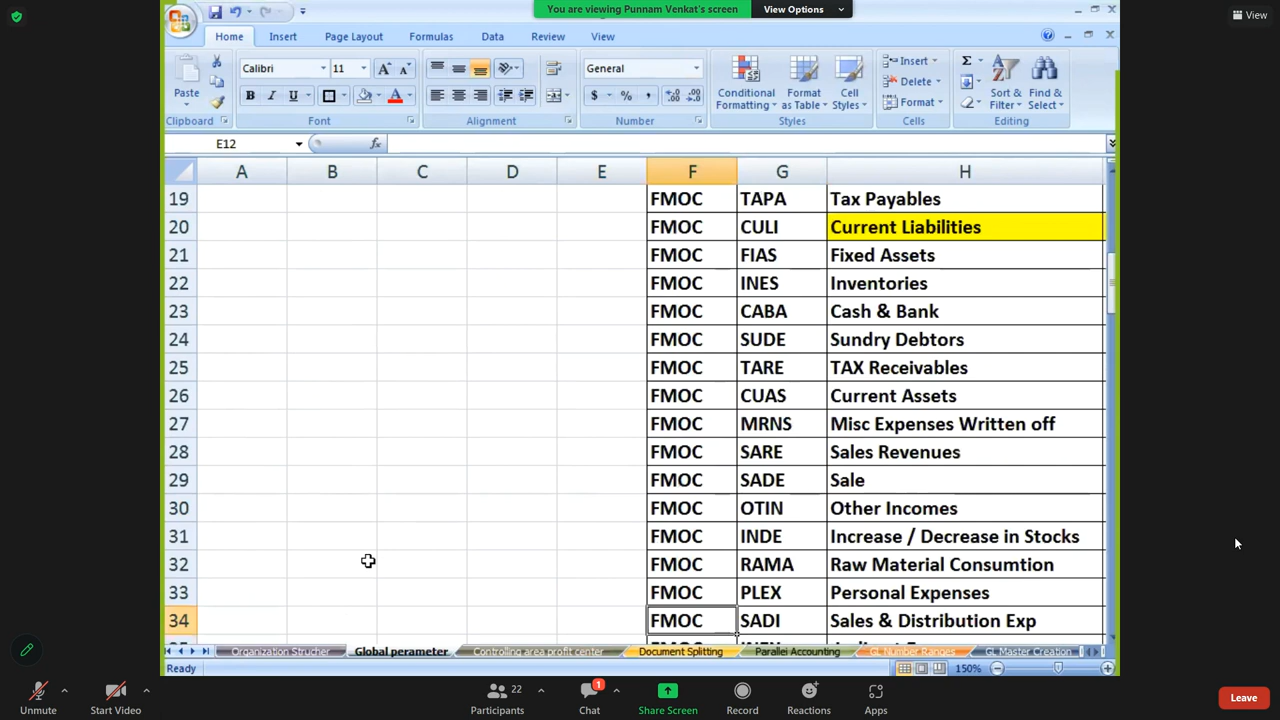 You are viewing Punnam Venkat's screen
View Options
View
Home Insert Page Layout Formulas Data Review View
Paste
Calibri 11
General
B I U
$ % ,
Conditional Formatting
Format as Table
Cell Styles
Insert
Delete
Format
Σ
Sort & Filter
Find & Select
Clipboard Font Alignment Number Styles Cells Editing
E12 fx
A B C D E F G H
19 FMOC TAPA Tax Payables
20 FMOC CULI Current Liabilities
21 FMOC FIAS Fixed Assets
22 FMOC INES Inventories
23 FMOC CABA Cash & Bank
24 FMOC SUDE Sundry Debtors
25 FMOC TARE TAX Receivables
26 FMOC CUAS Current Assets
27 FMOC MRNS Misc Expenses Written off
28 FMOC SARE Sales Revenues
29 FMOC SADE Sale
30 FMOC OTIN Other Incomes
31 FMOC INDE Increase / Decrease in Stocks
32 FMOC RAMA Raw Material Consumtion
33 FMOC PLEX Personal Expenses
34 FMOC SADI Sales & Distribution Exp
Organization Strucher Global perameter Controlling area profit center Document Splitting Parallel Accounting GL Number Ranges GL Master Creation
Ready 150%
Unmute Start Video Participants 22 Chat 1 Share Screen Record Reactions Apps Leave